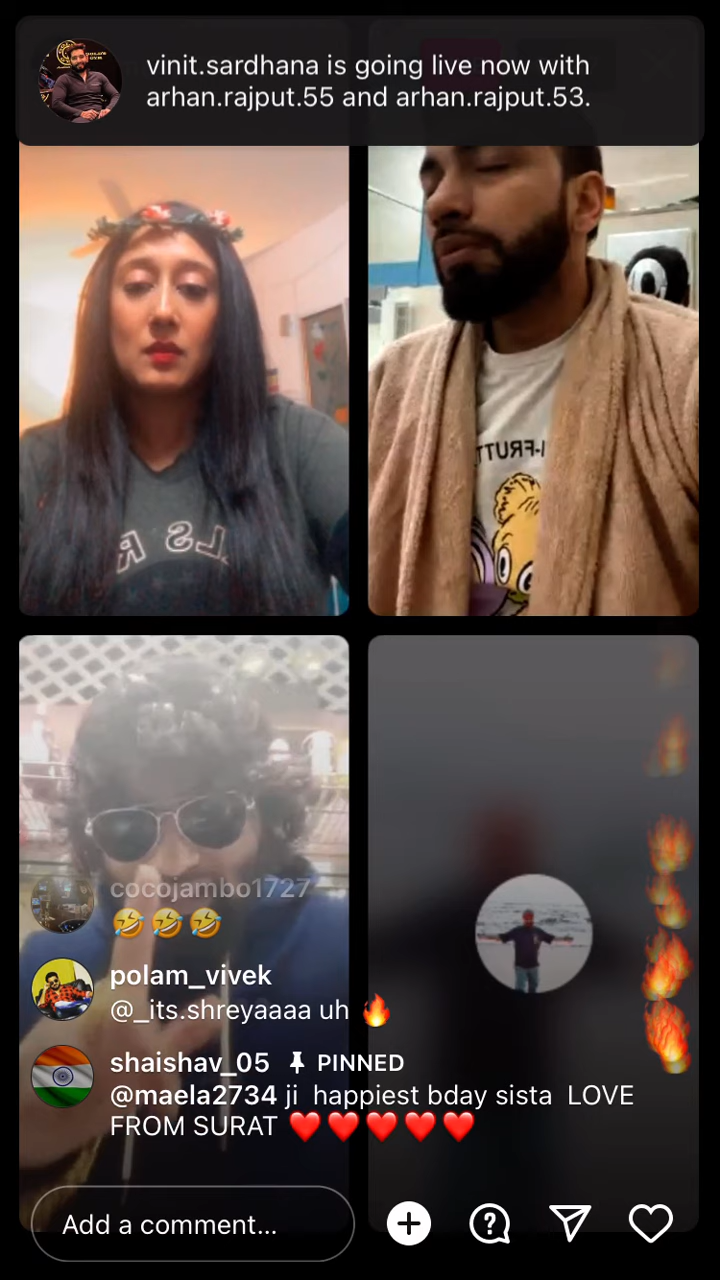 vinit.sardhana is going live now with
arhan.rajput.55 and arhan.rajput.53.
cocojambo1727
🤣🤣🤣
polam_vivek
@_its.shreyaaaa uh 🔥
shaishav_05 PINNED
@maela2734 ji happiest bday sista LOVE
FROM SURAT ❤️❤️❤️❤️❤️
Add a comment...